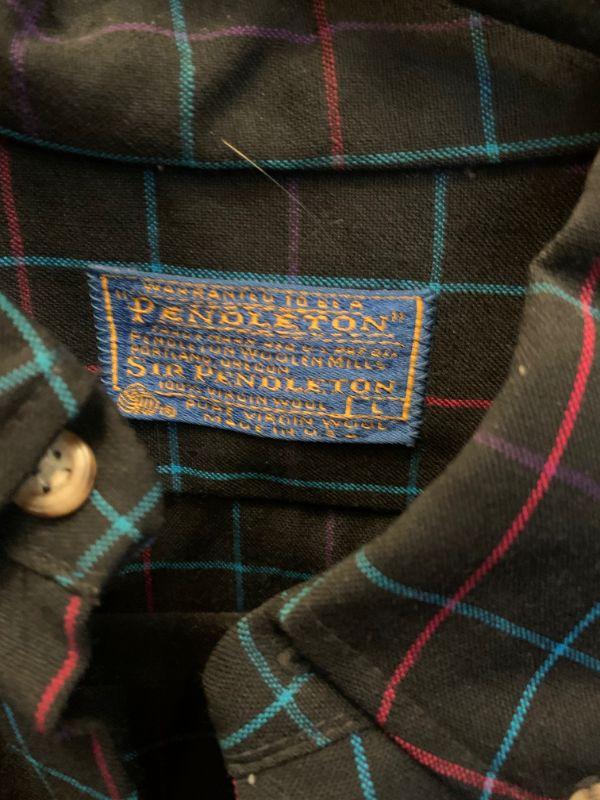 WARRANTED TO BE A
"PENDLETON"
PENDLETON WOOLEN MILLS
PORTLAND, OREGON
SIR PENDLETON
100% VIRGIN WOOL L
PURE VIRGIN WOOL
MADE IN U.S.A.